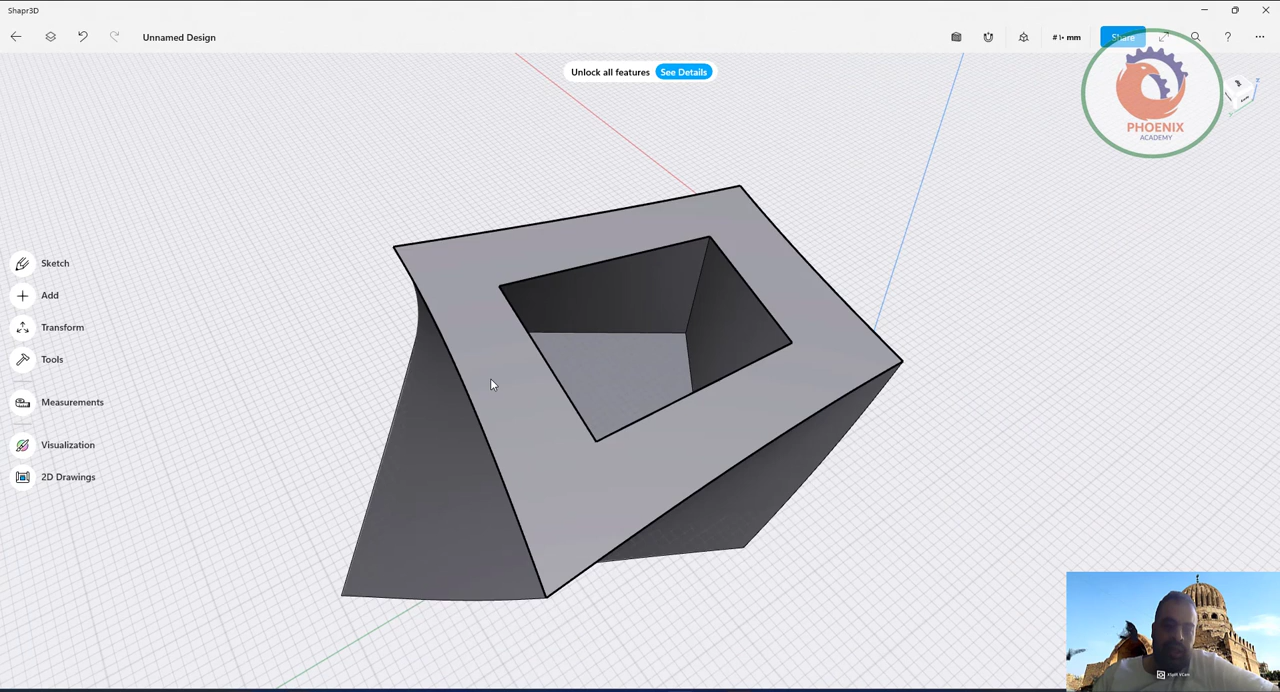 Shapr3D
Unnamed Design
mm
Share
Unlock all features See Details
PHOENIX
ACADEMY
Sketch
Add
Transform
Tools
Measurements
Visualization
2D Drawings